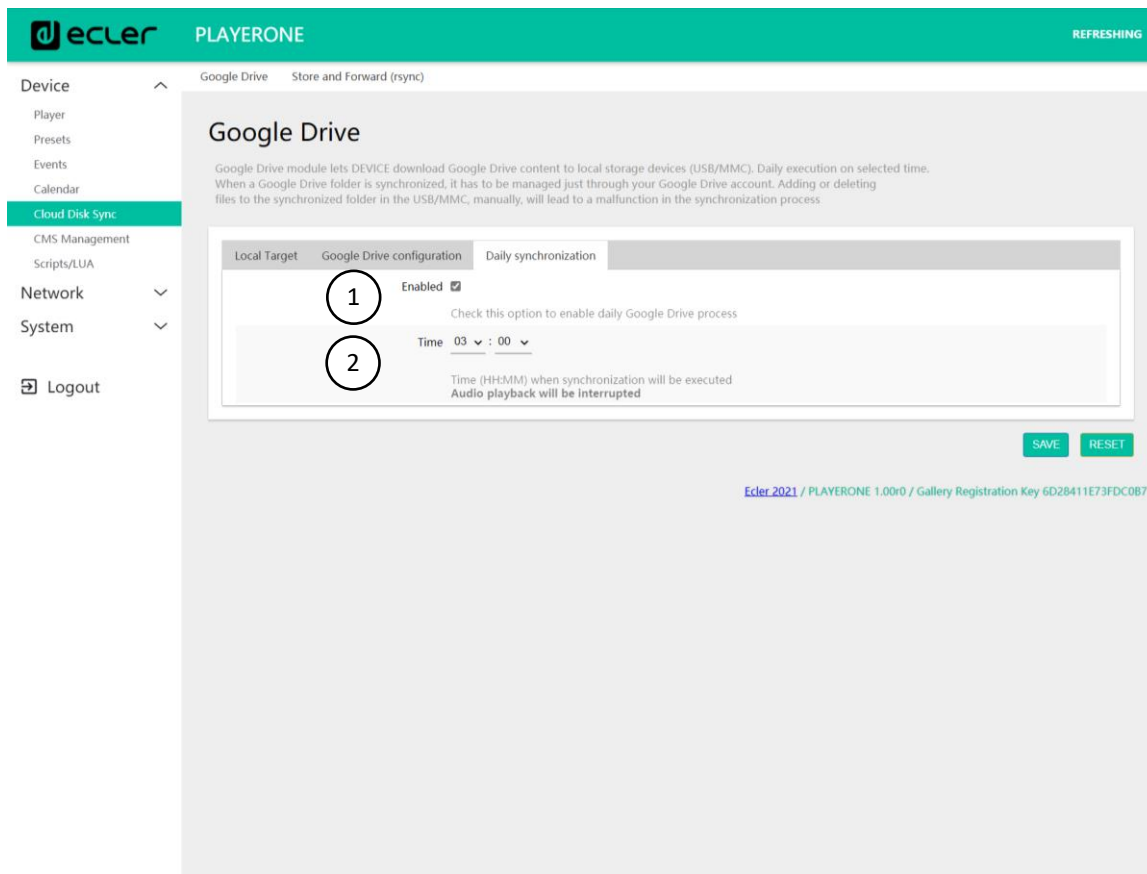 ecler
PLAYERONE
REFRESHING
Device
Player
Presets
Events
Calendar
Cloud Disk Sync
CMS Management
Scripts/LUA
Network
System
Logout
Google Drive Store and Forward (rsync)
Google Drive
Google Drive module lets DEVICE download Google Drive content to local storage devices (USB/MMC). Daily execution on selected time.
When a Google Drive folder is synchronized, it has to be managed just through your Google Drive account. Adding or deleting
files to the synchronized folder in the USB/MMC, manually, will lead to a malfunction in the synchronization process
Local Target Google Drive configuration Daily synchronization
1
Enabled
Check this option to enable daily Google Drive process
2
Time 03 : 00
Time (HH:MM) when synchronization will be executed
Audio playback will be interrupted
SAVE RESET
Ecler 2021 / PLAYERONE 1.00r0 / Gallery Registration Key 6D28411E73FDC0B7